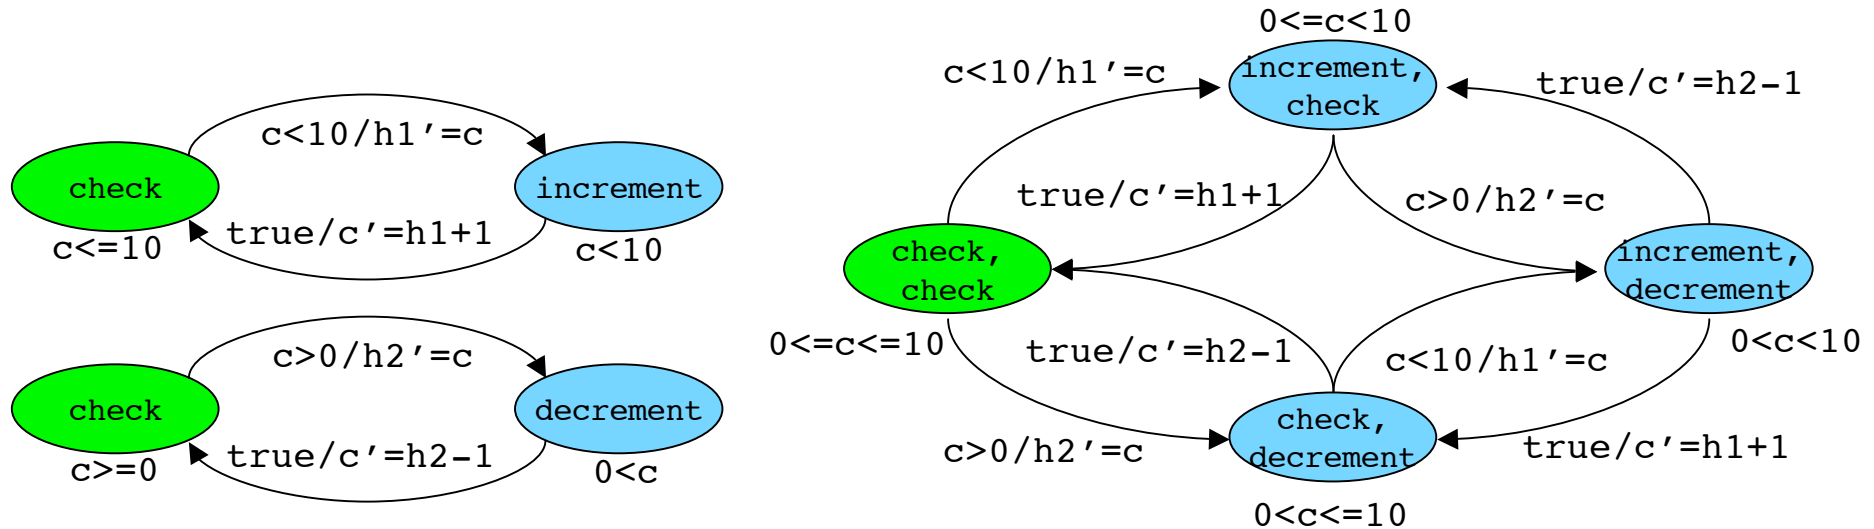 c<10/h1'=c
check
increment
true/c'=h1+1
c<=10
c<10
c>0/h2'=c
check
decrement
true/c'=h2-1
c>=0
0<c
0<=c<10
increment,
check
c<10/h1'=c
true/c'=h2-1
true/c'=h1+1
c>0/h2'=c
check,
check
increment,
decrement
0<=c<=10
0<c<10
true/c'=h2-1
c<10/h1'=c
check,
decrement
c>0/h2'=c
true/c'=h1+1
0<c<=10